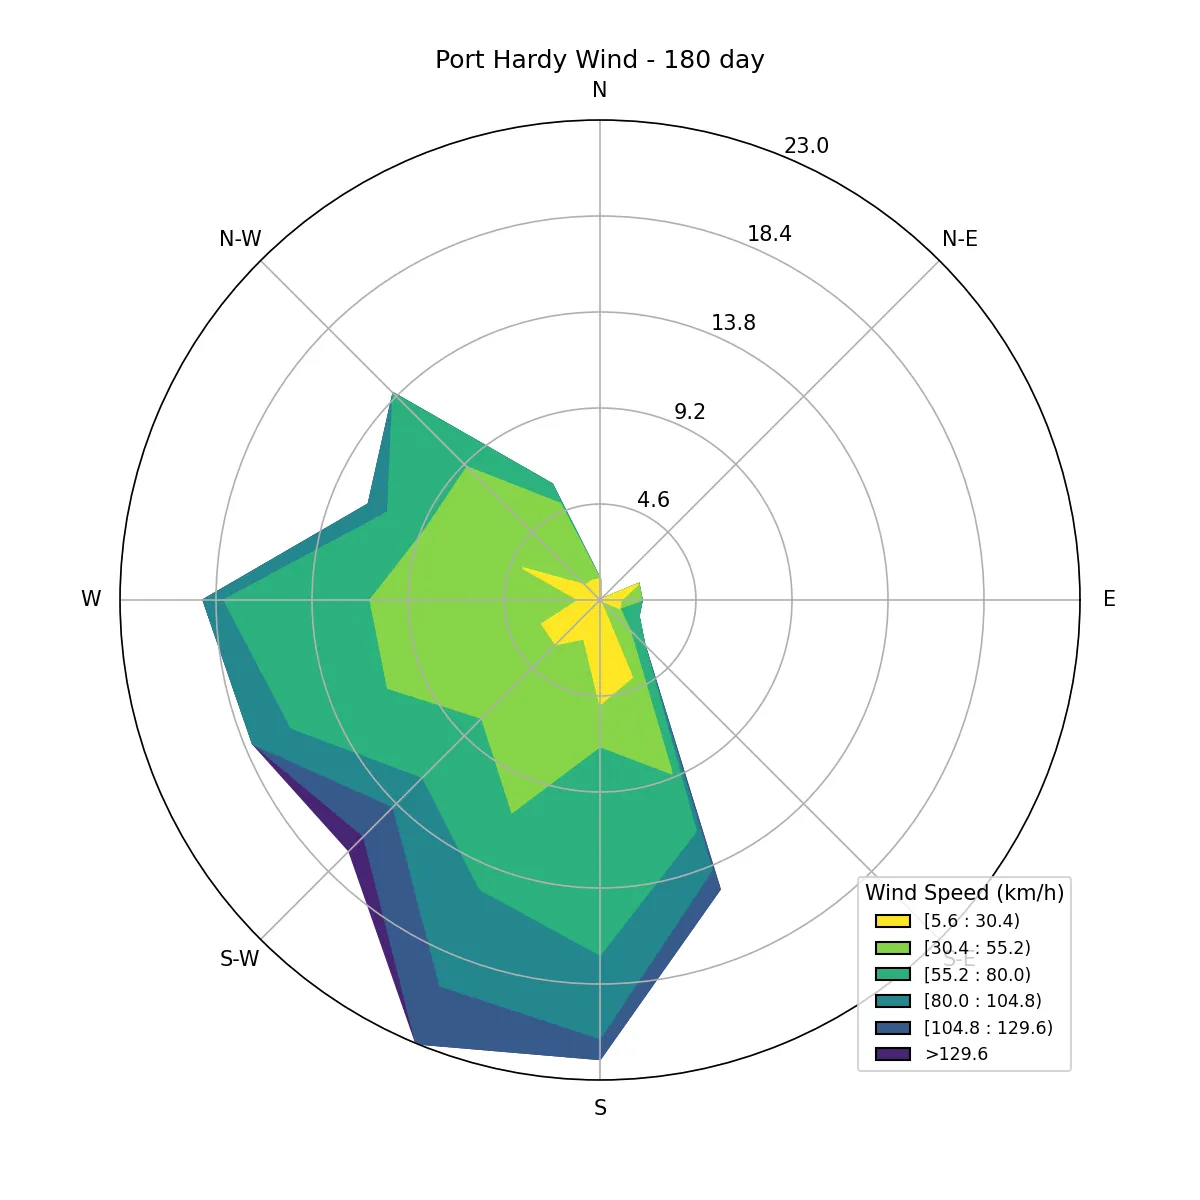 Port Hardy Wind - 180 day
N
23.0
N-W
18.4
N-E
13.8
9.2
4.6
W
E
S-W
S-E
S
Wind Speed (km/h)
[5.6 : 30.4)
[30.4 : 55.2)
[55.2 : 80.0)
[80.0 : 104.8)
[104.8 : 129.6)
>129.6